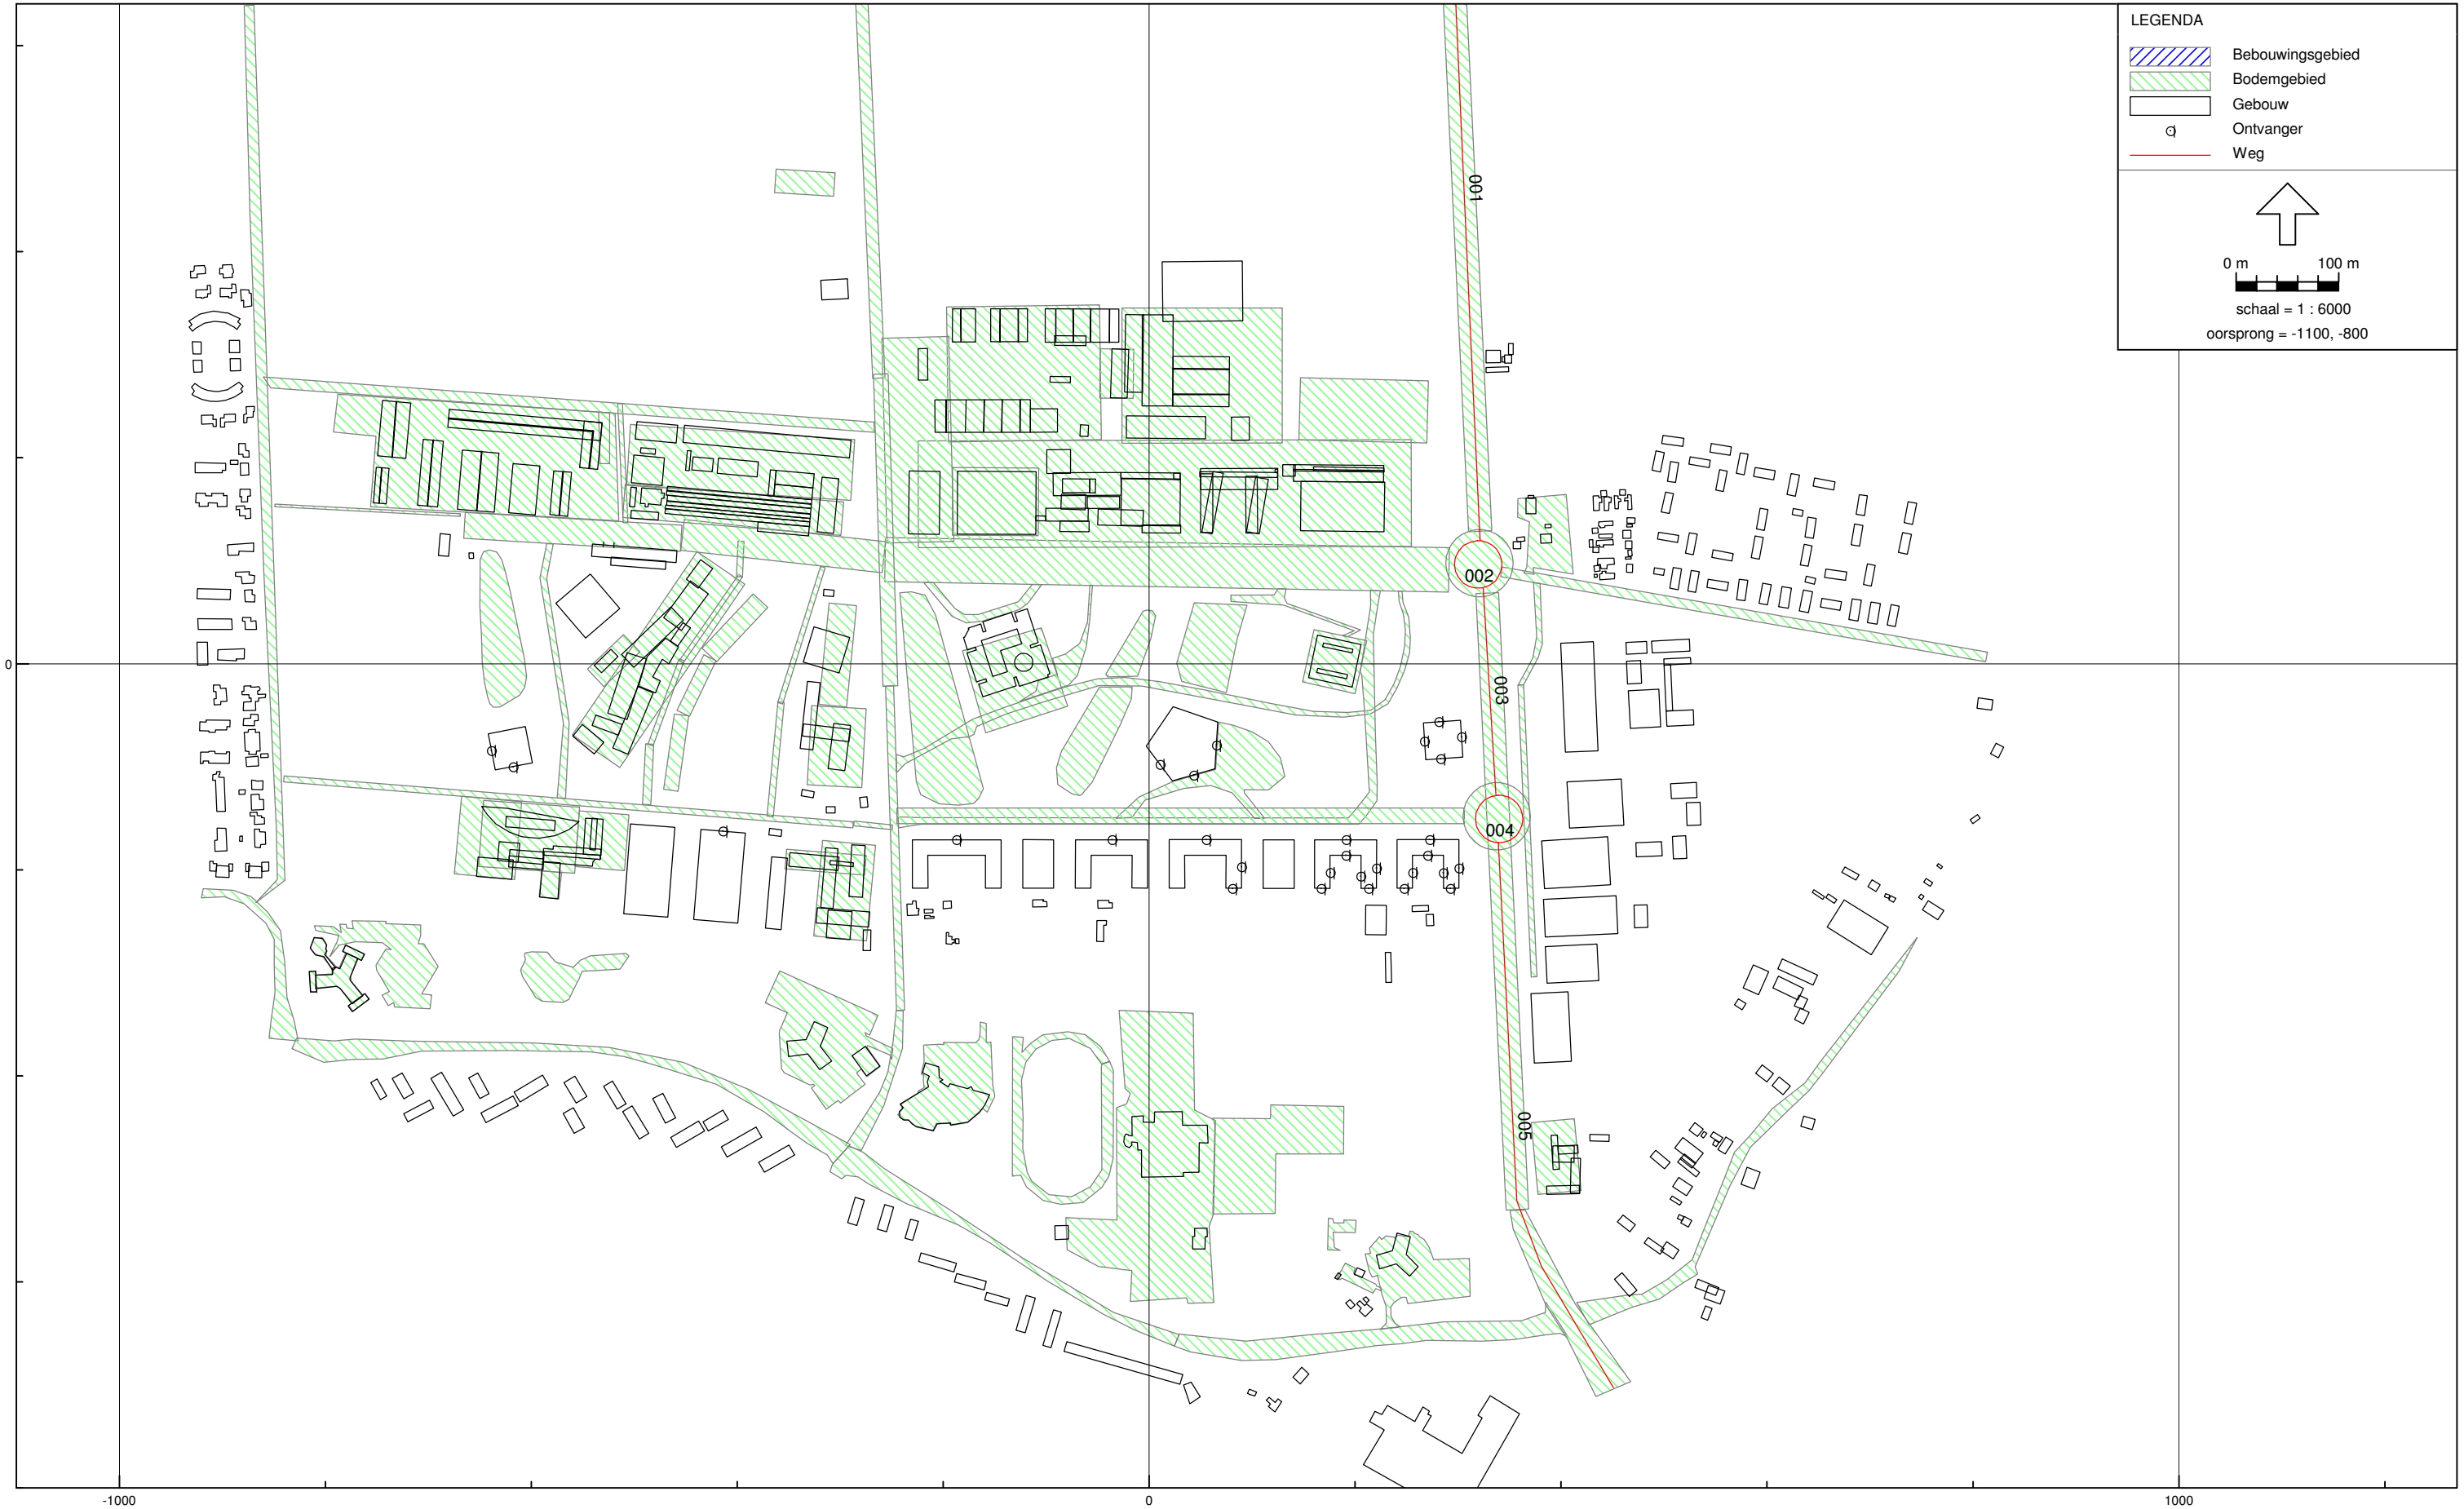 LEGENDA
Bebouwingsgebied
Bodemgebied
Gebouw
Ontvanger
Weg
0 m 100 m
schaal = 1 : 6000
oorsprong = -1100, -800
001
002
003
004
005
0
-1000 0 1000